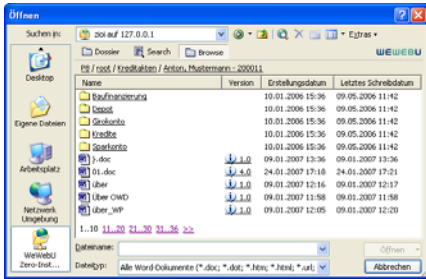 Öffnen
Suchen in: zioi auf 127.0.0.1 Extras
Dossier Search Browse WEWEBU
P8 / root / Kreditakten / Anton, Mustermann - 200011
Name Version Erstellungsdatum Letztes Schreibdatum
Baufinanzierung 10.01.2006 15:36 09.05.2006 11:42
Depot 10.01.2006 15:36 09.05.2006 11:42
Girokonto 10.01.2006 15:36 09.05.2006 11:42
Kredite 10.01.2006 15:36 09.05.2006 11:42
Sparkonto 10.01.2006 15:36 09.05.2006 11:42
}.doc 1.0 09.01.2007 13:36 09.01.2007 13:36
01.doc 4.0 24.01.2007 17:10 24.01.2007 17:21
über 1.0 09.01.2007 12:16 09.01.2007 12:17
Über OWD 1.0 09.01.2007 11:58 09.01.2007 11:58
über_WP 1.0 09.01.2007 12:05 09.01.2007 12:20
1..10 11..20 21..30 31..36 >>
Desktop
Eigene Dateien
Arbeitsplatz
Netzwerk
Umgebung
WeWebU
Zero-Inst...
Dateiname: Öffnen
Dateityp: Alle Word-Dokumente (*.doc; *.dot; *.htm; *.html; *.url; Abbrechen